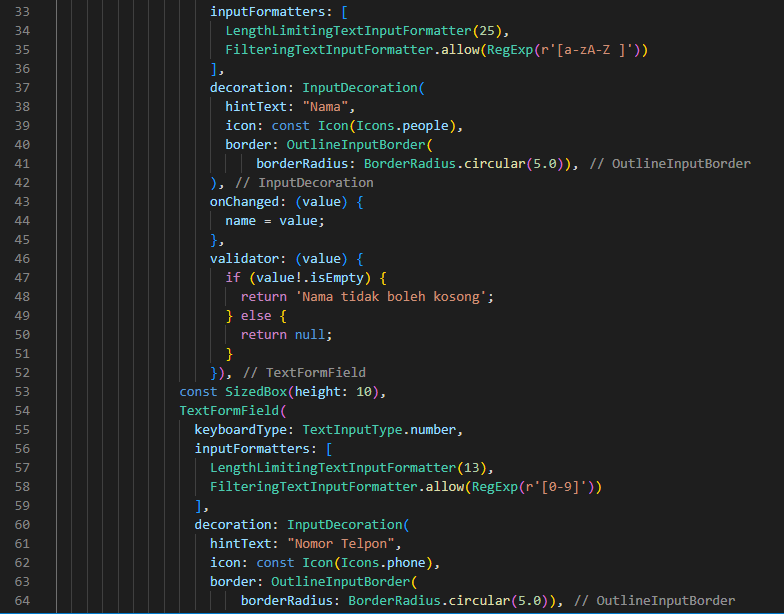 33 inputFormatters: [
34 LengthLimitingTextInputFormatter(25),
35 FilteringTextInputFormatter.allow(RegExp(r'[a-zA-Z ]'))
36 ],
37 decoration: InputDecoration(
38 hintText: "Nama",
39 icon: const Icon(Icons.people),
40 border: OutlineInputBorder(
41 borderRadius: BorderRadius.circular(5.0)), // OutlineInputBorder
42 ), // InputDecoration
43 onChanged: (value) {
44 name = value;
45 },
46 validator: (value) {
47 if (value!.isEmpty) {
48 return 'Nama tidak boleh kosong';
49 } else {
50 return null;
51 }
52 }), // TextFormField
53 const SizedBox(height: 10),
54 TextFormField(
55 keyboardType: TextInputType.number,
56 inputFormatters: [
57 LengthLimitingTextInputFormatter(13),
58 FilteringTextInputFormatter.allow(RegExp(r'[0-9]'))
59 ],
60 decoration: InputDecoration(
61 hintText: "Nomor Telpon",
62 icon: const Icon(Icons.phone),
63 border: OutlineInputBorder(
64 borderRadius: BorderRadius.circular(5.0)), // OutlineInputBorder